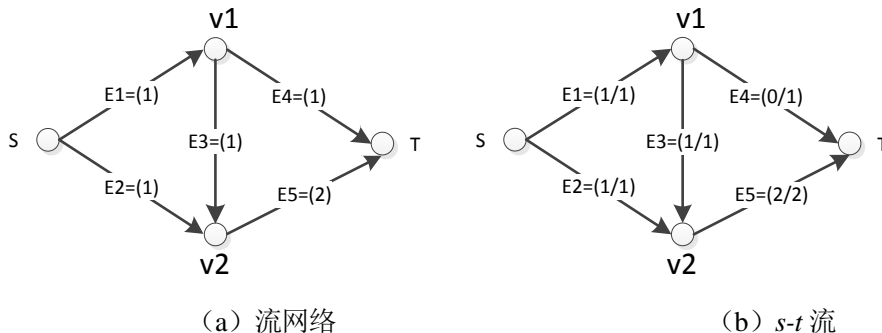 v1
E1=(1)
E4=(1)
S
E3=(1)
T
E2=(1)
E5=(2)
v2
（a）流网络
v1
E1=(1/1)
E4=(0/1)
S
E3=(1/1)
T
E2=(1/1)
E5=(2/2)
v2
（b）s-t 流